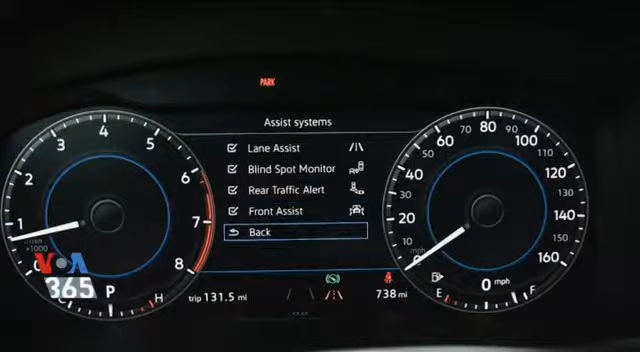 PARK
Assist systems
Lane Assist
Blind Spot Monitor
Rear Traffic Alert
Front Assist
Back
1 2 3 4 5 6 7 8
x1000
0 10 20 30 40 50 60 70 80 90 100 110 120 130 140 150 160
mph
VOA
365
C H
P
trip 131.5 mi
738 mi
E F
0 mph